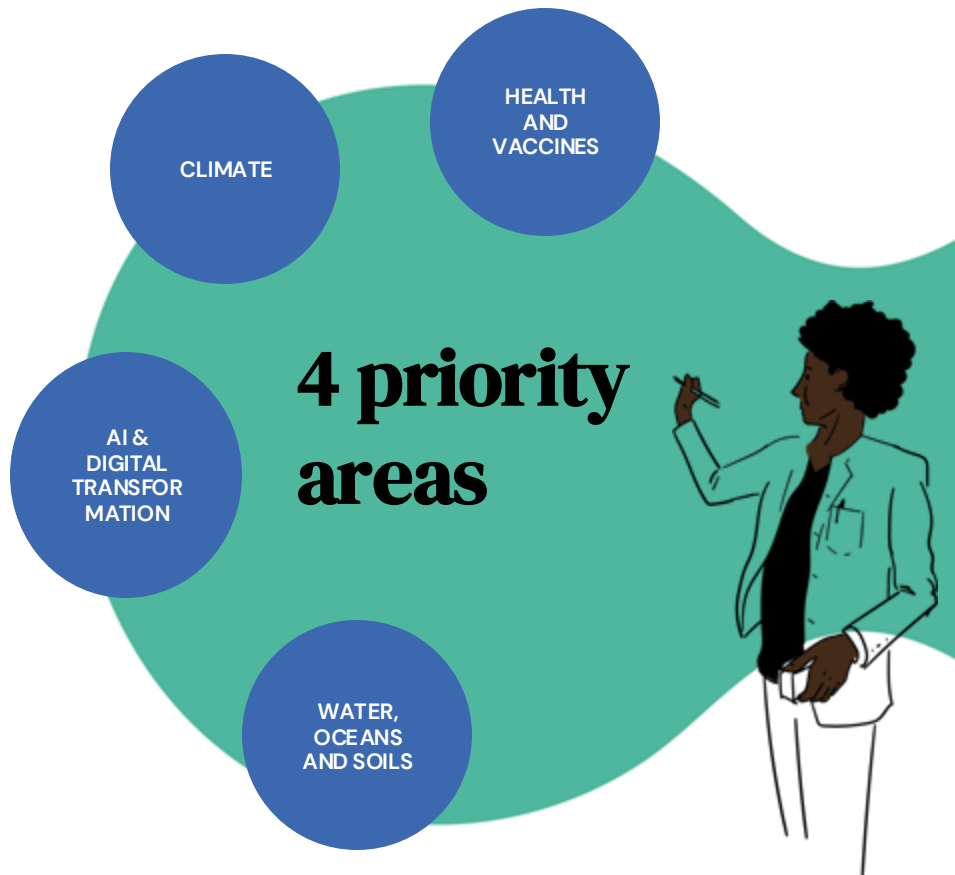 HEALTH
AND
VACCINES
CLIMATE
4 priority
areas
AI &
DIGITAL
TRANSFOR
MATION
WATER,
OCEANS
AND SOILS